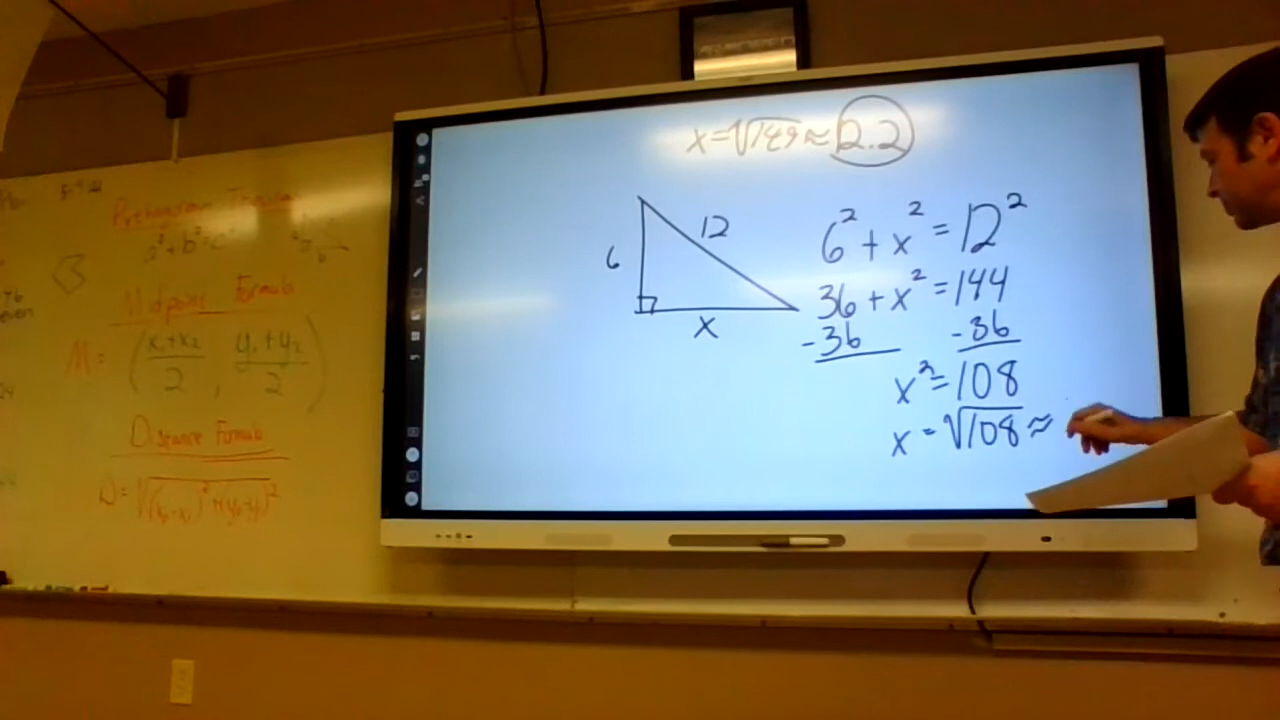 Pythagorean Theorem
a² + b² = c²
Midpoint Formula
M = (x₁+x₂/2, y₁+y₂/2)
Distance Formula
D = √(x₂-x₁)²+(y₂-y₁)²
x=√149≈12.2
12
6
x
6² + x² = 12²
36 + x² = 144
-36 -36
x² = 108
x = √108 ≈